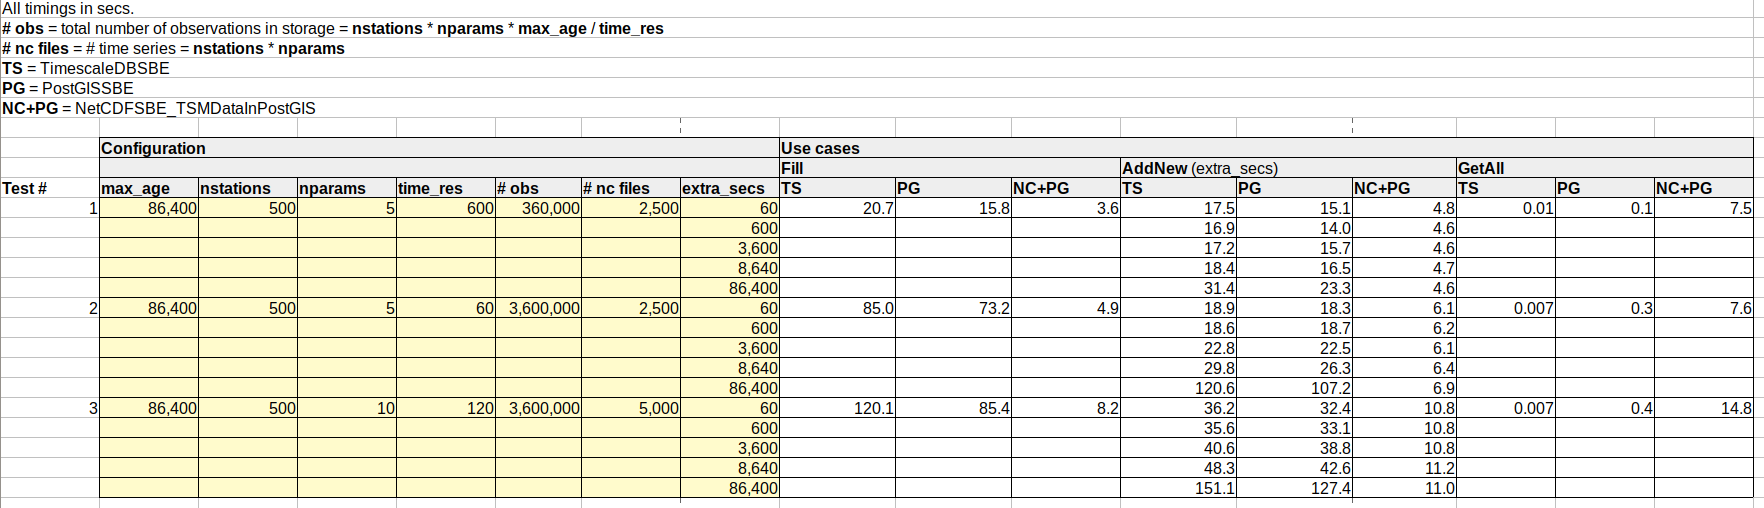 All timings in secs.
# obs = total number of observations in storage = nstations * nparams * max_age / time_res
# nc files = # time series = nstations * nparams
TS = TimescaleDBSBE
PG = PostGISSBE
NC+PG = NetCDFSBE_TSMDataInPostGIS
Configuration Use cases
Fill AddNew (extra_secs) GetAll
Test # max_age nstations nparams time_res # obs # nc files extra_secs TS PG NC+PG TS PG NC+PG TS PG NC+PG
1 86,400 500 5 600 360,000 2,500 60 20.7 15.8 3.6 17.5 15.1 4.8 0.01 0.1 7.5
600 16.9 14.0 4.6
3,600 17.2 15.7 4.6
8,640 18.4 16.5 4.7
86,400 31.4 23.3 4.6
2 86,400 500 5 60 3,600,000 2,500 60 85.0 73.2 4.9 18.9 18.3 6.1 0.007 0.3 7.6
600 18.6 18.7 6.2
3,600 22.8 22.5 6.1
8,640 29.8 26.3 6.4
86,400 120.6 107.2 6.9
3 86,400 500 10 120 3,600,000 5,000 60 120.1 85.4 8.2 36.2 32.4 10.8 0.007 0.4 14.8
600 35.6 33.1 10.8
3,600 40.6 38.8 10.8
8,640 48.3 42.6 11.2
86,400 151.1 127.4 11.0